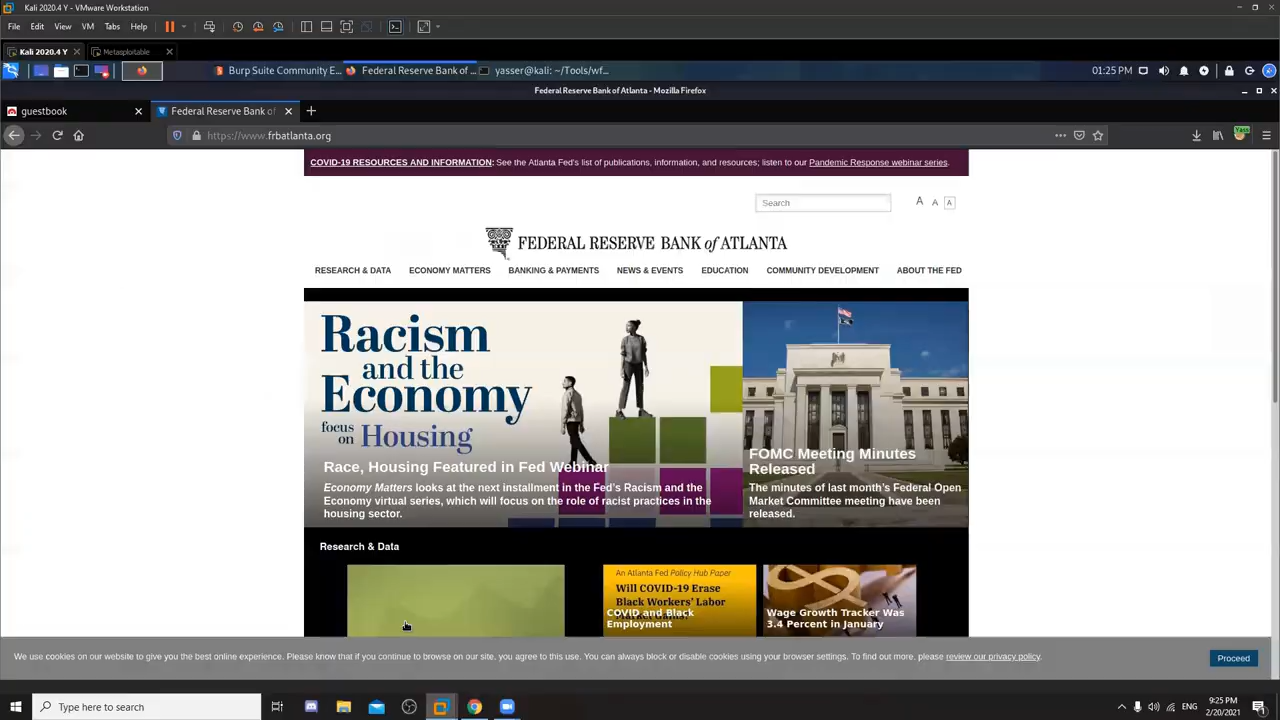 Kali 2020.4 Y - VMware Workstation
File Edit View VM Tabs Help
Kali 2020.4 Y Metasploitable
Burp Suite Community E... Federal Reserve Bank of ... yasser@kali: ~/Tools/wf... 01:25 PM
Federal Reserve Bank of Atlanta - Mozilla Firefox
guestbook Federal Reserve Bank of
https://www.frbatlanta.org
Yass
COVID-19 RESOURCES AND INFORMATION: See the Atlanta Fed's list of publications, information, and resources; listen to our Pandemic Response webinar series.
Search A A A
FEDERAL RESERVE BANK of ATLANTA
RESEARCH & DATA ECONOMY MATTERS BANKING & PAYMENTS NEWS & EVENTS EDUCATION COMMUNITY DEVELOPMENT ABOUT THE FED
Racism
and the
Economy
focus
on Housing
Race, Housing Featured in Fed Webinar
Economy Matters looks at the next installment in the Fed's Racism and the
Economy virtual series, which will focus on the role of racist practices in the
housing sector.
FOMC Meeting Minutes
Released
The minutes of last month's Federal Open
Market Committee meeting have been
released.
Research & Data
An Atlanta Fed Policy Hub Paper
Will COVID-19 Erase
Black Workers' Labor
COVID and Black
Employment
Wage Growth Tracker Was
3.4 Percent in January
We use cookies on our website to give you the best online experience. Please know that if you continue to browse on our site, you agree to this use. You can always block or disable cookies using your browser settings. To find out more, please review our privacy policy.
Proceed
Type here to search
ENG
9:25 PM
2/20/2021